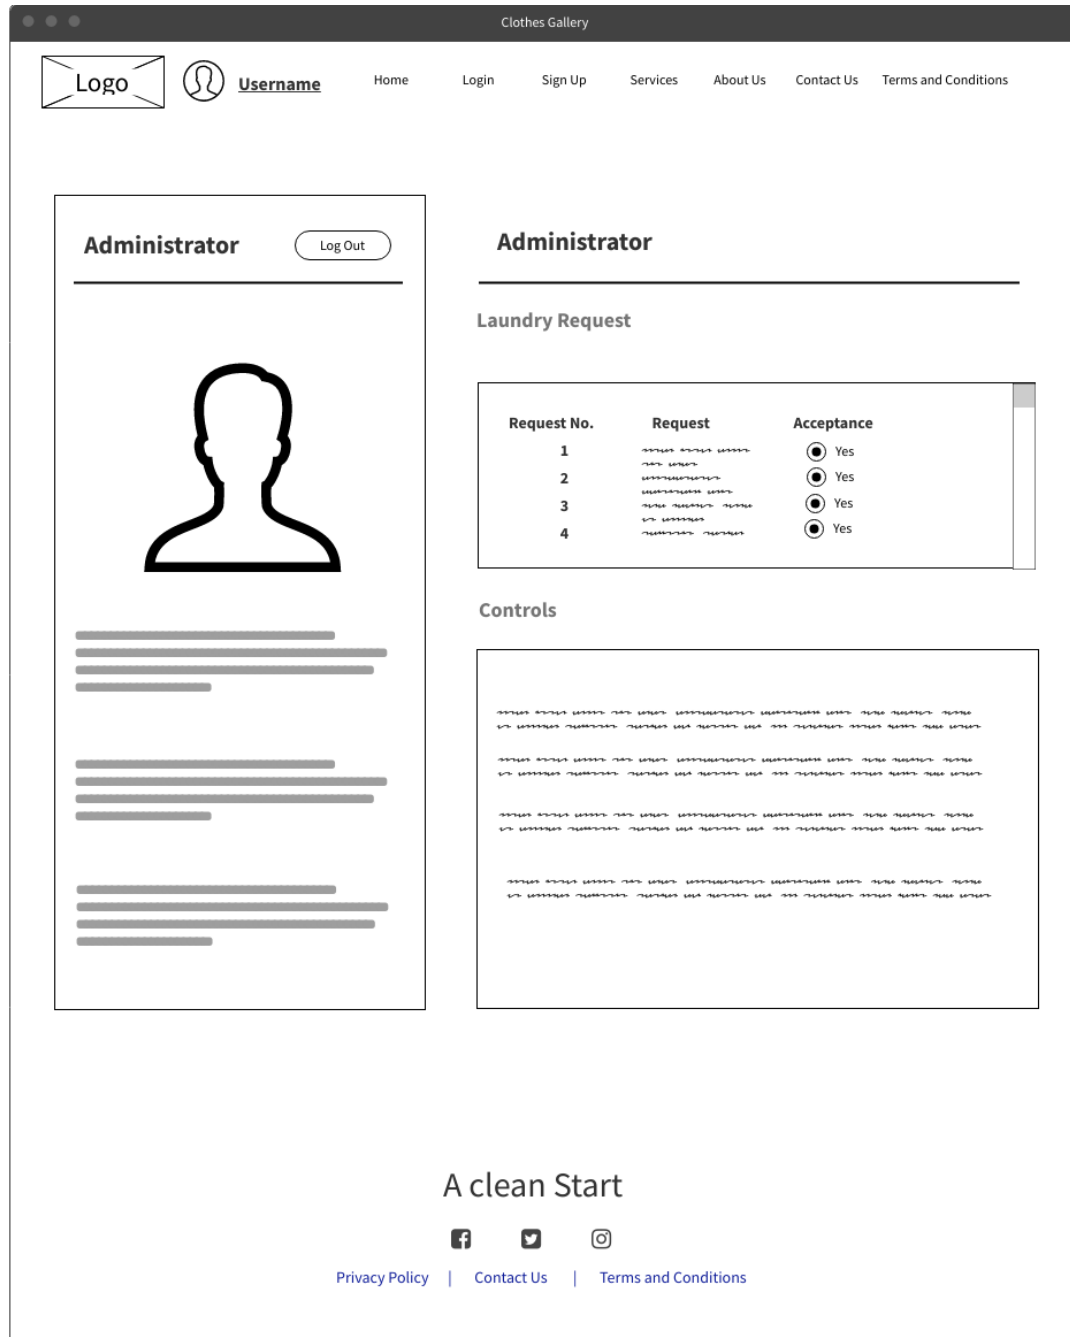 Clothes Gallery
Logo
Username
Home Login Sign Up Services About Us Contact Us Terms and Conditions
Administrator
Log Out
Administrator
Laundry Request
Request No. Request Acceptance
1 Yes
2 Yes
3 Yes
4 Yes
Controls
A clean Start
Privacy Policy | Contact Us | Terms and Conditions